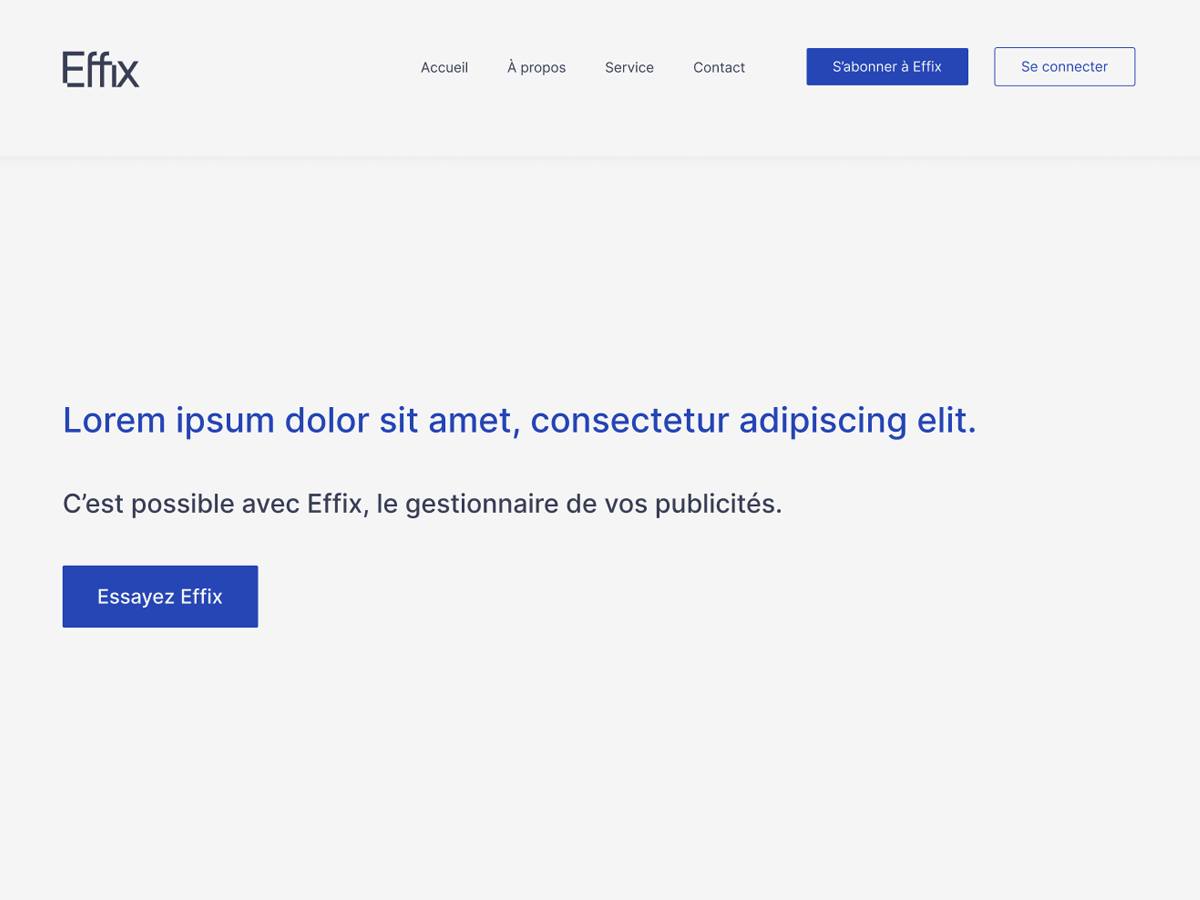 Effix
Accueil
À propos
Service
Contact
S’abonner à Effix
Se connecter
Lorem ipsum dolor sit amet, consectetur adipiscing elit.
C’est possible avec Effix, le gestionnaire de vos publicités.
Essayez Effix